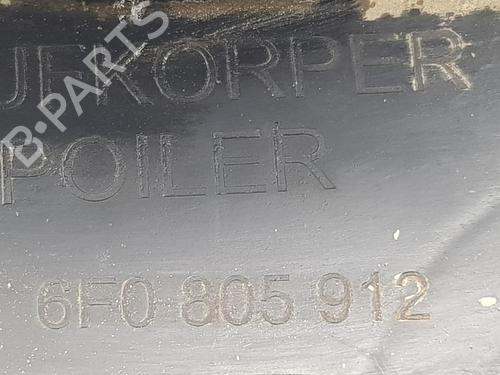 UFKORPER
POILER
6F0 805 912
B-PARTS